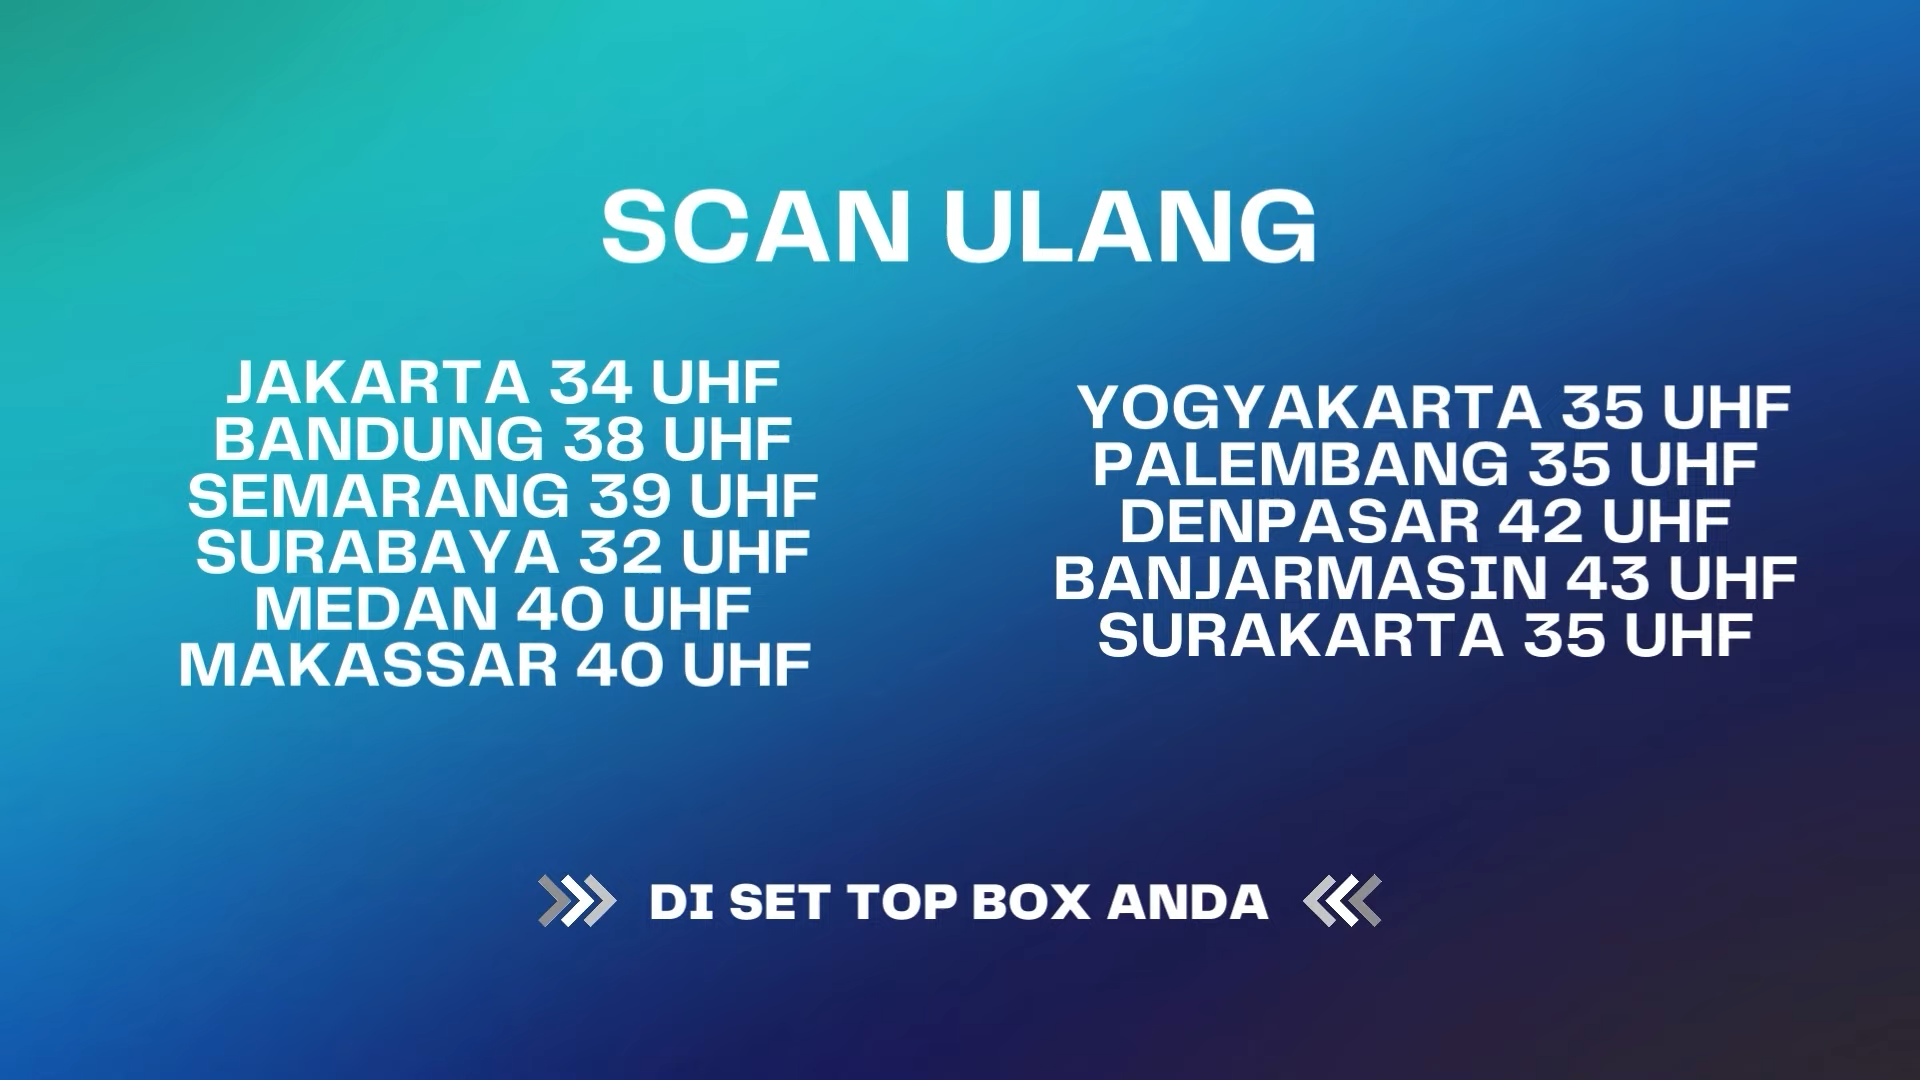 SCAN ULANG
JAKARTA 34 UHF
BANDUNG 38 UHF
SEMARANG 39 UHF
SURABAYA 32 UHF
MEDAN 40 UHF
MAKASSAR 40 UHF
YOGYAKARTA 35 UHF
PALEMBANG 35 UHF
DENPASAR 42 UHF
BANJARMASIN 43 UHF
SURAKARTA 35 UHF
DI SET TOP BOX ANDA